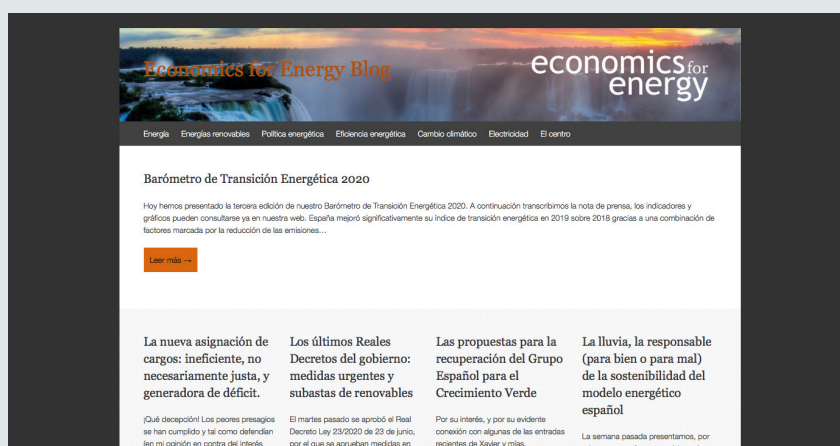 Economics for Energy Blog
economics for
energy
Energía Energías renovables Política energética Eficiencia energética Cambio climático Electricidad El centro
Barómetro de Transición Energética 2020
Hoy hemos presentado la tercera edición de nuestro Barómetro de Transición Energética 2020. A continuación transcribimos la nota de prensa, los indicadores y
gráficos pueden consultarse ya en nuestra web. España mejoró significativamente su índice de transición energética en 2019 sobre 2018 gracias a una combinación de
factores marcada por la reducción de las emisiones…
Leer más →
La nueva asignación de
cargos: ineficiente, no
necesariamente justa, y
generadora de déficit.
¡Qué decepción! Los peores presagios
se han cumplido y tal como defendían
(en mi opinión en contra del interés
Los últimos Reales
Decretos del gobierno:
medidas urgentes y
subastas de renovables
El martes pasado se aprobó el Real
Decreto Ley 23/2020 de 23 de junio,
por el que se aprueban medidas en
Las propuestas para la
recuperación del Grupo
Español para el
Crecimiento Verde
Por su interés, y por su evidente
conexión con algunas de las entradas
recientes de Xavier y mías,
La lluvia, la responsable
(para bien o para mal)
de la sostenibilidad del
modelo energético
español
La semana pasada presentamos, por